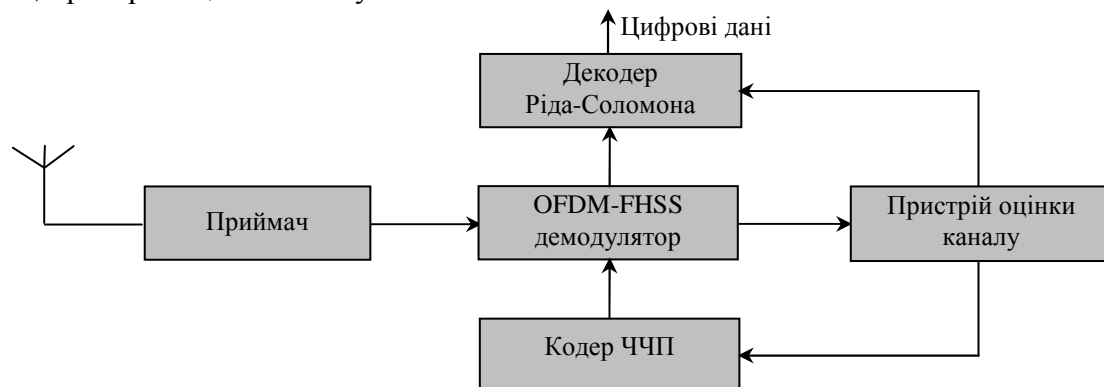 Цифрові дані
Декодер
Ріда-Соломона
Приймач
OFDM-FHSS
демодулятор
Пристрій оцінки
каналу
Кодер ЧЧП